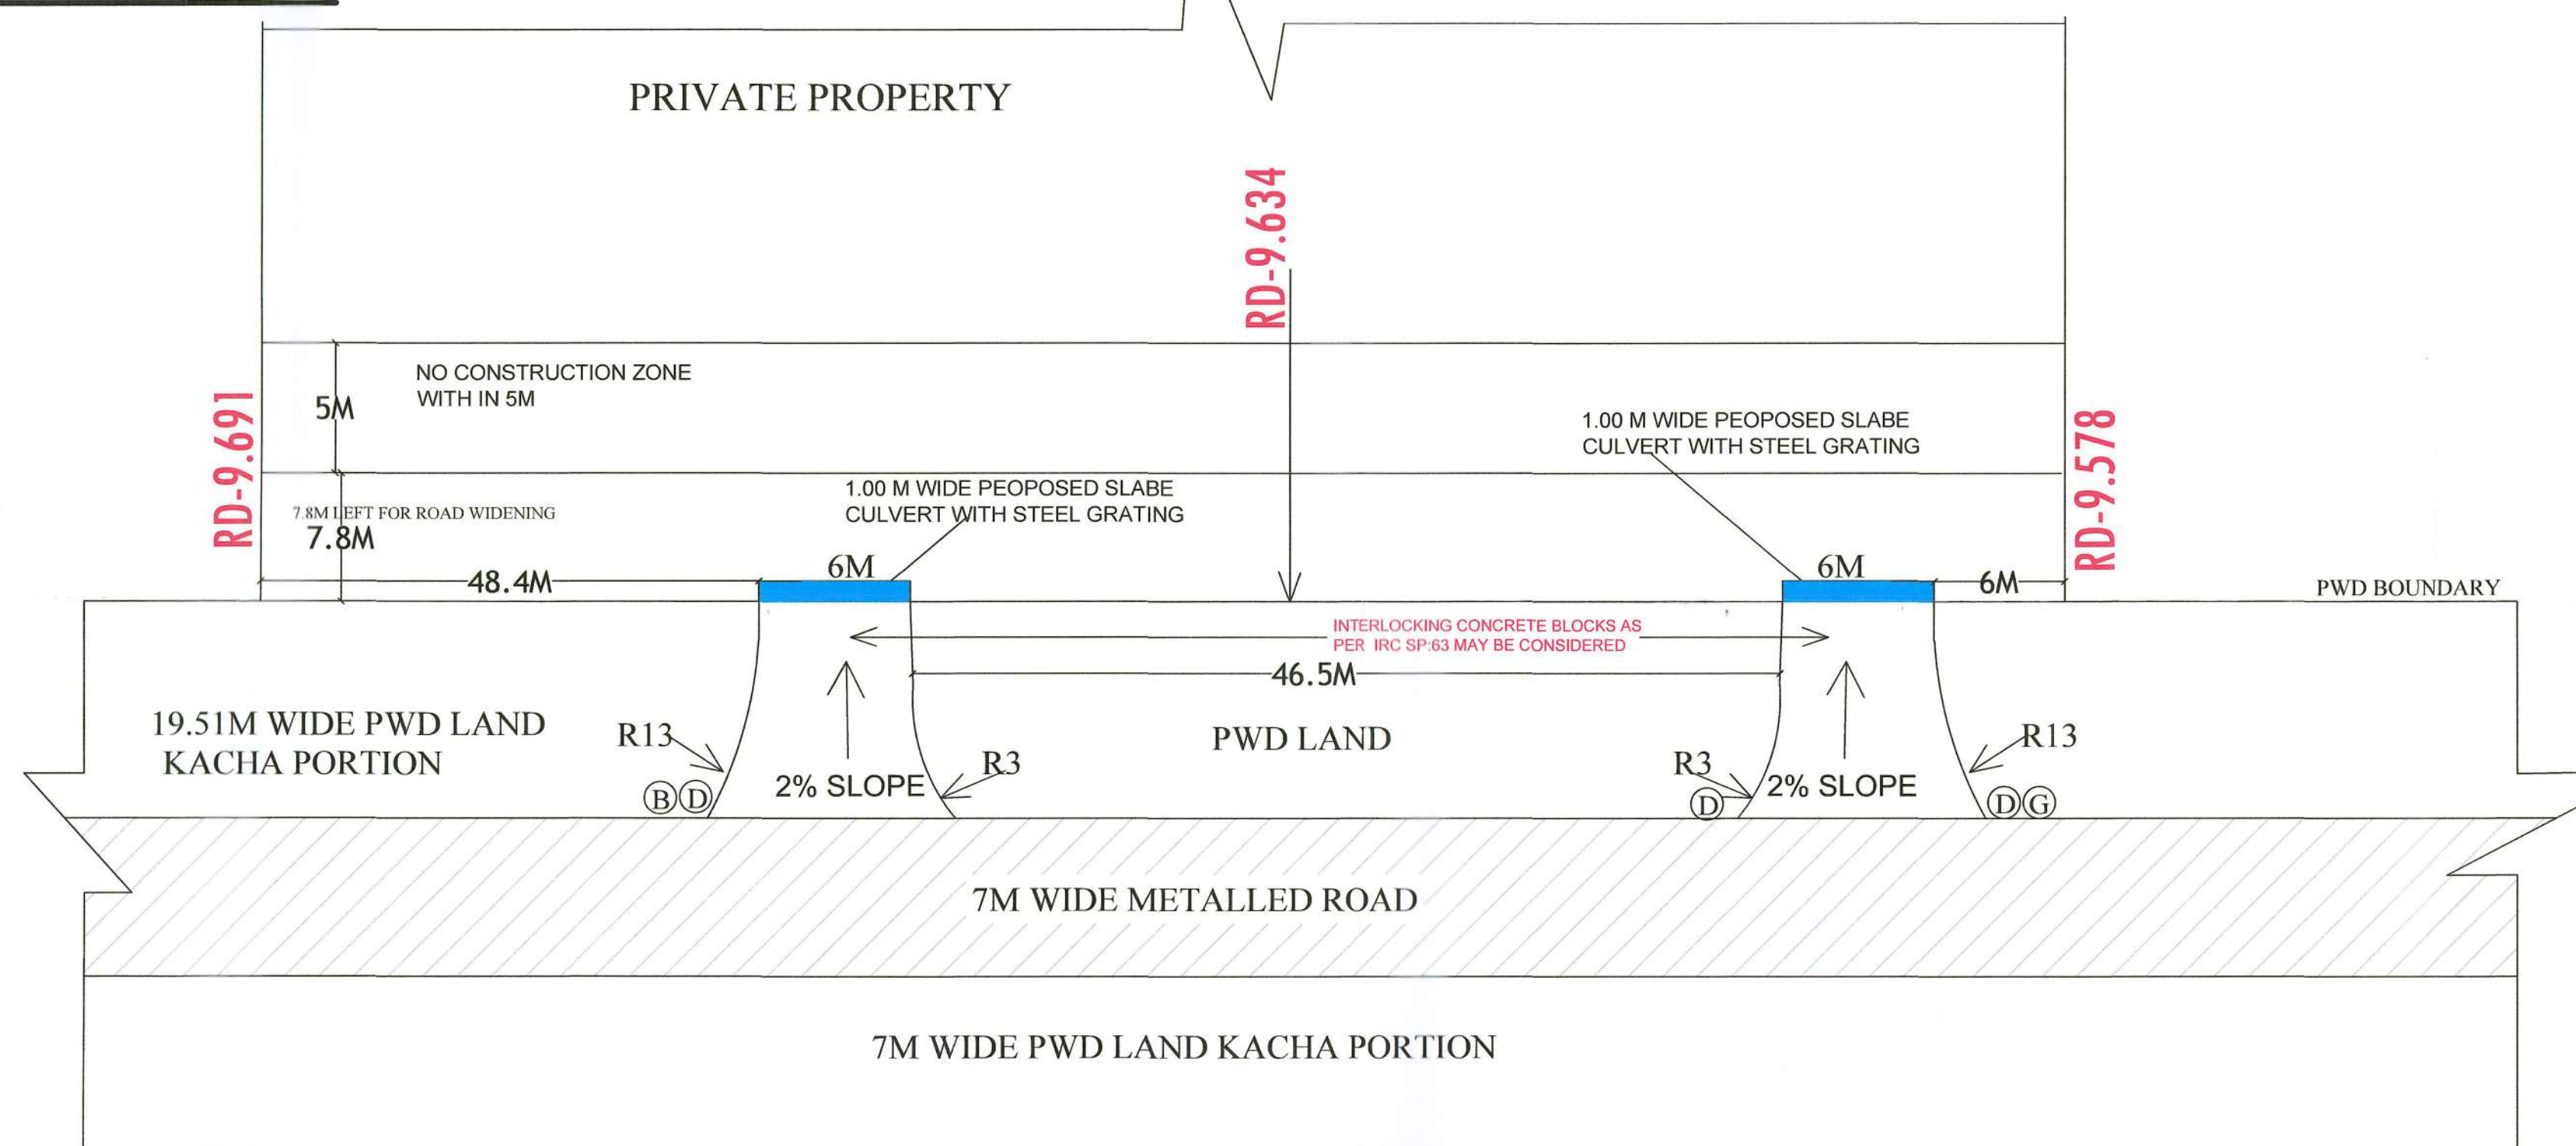 PRIVATE PROPERTY
RD-9.634
NO CONSTRUCTION ZONE
WITH IN 5M
5M
RD-9.691
RD-9.578
1.00 M WIDE PEOPOSED SLABE
CULVERT WITH STEEL GRATING
1.00 M WIDE PEOPOSED SLABE
CULVERT WITH STEEL GRATING
7.8M LEFT FOR ROAD WIDENING
7.8M
48.4M
6M
6M
6M
PWD BOUNDARY
INTERLOCKING CONCRETE BLOCKS AS
PER IRC SP:63 MAY BE CONSIDERED
46.5M
19.51M WIDE PWD LAND
KACHA PORTION
R13
R3
PWD LAND
R3
R13
B D
2% SLOPE
D
2% SLOPE
D G
7M WIDE METALLED ROAD
7M WIDE PWD LAND KACHA PORTION